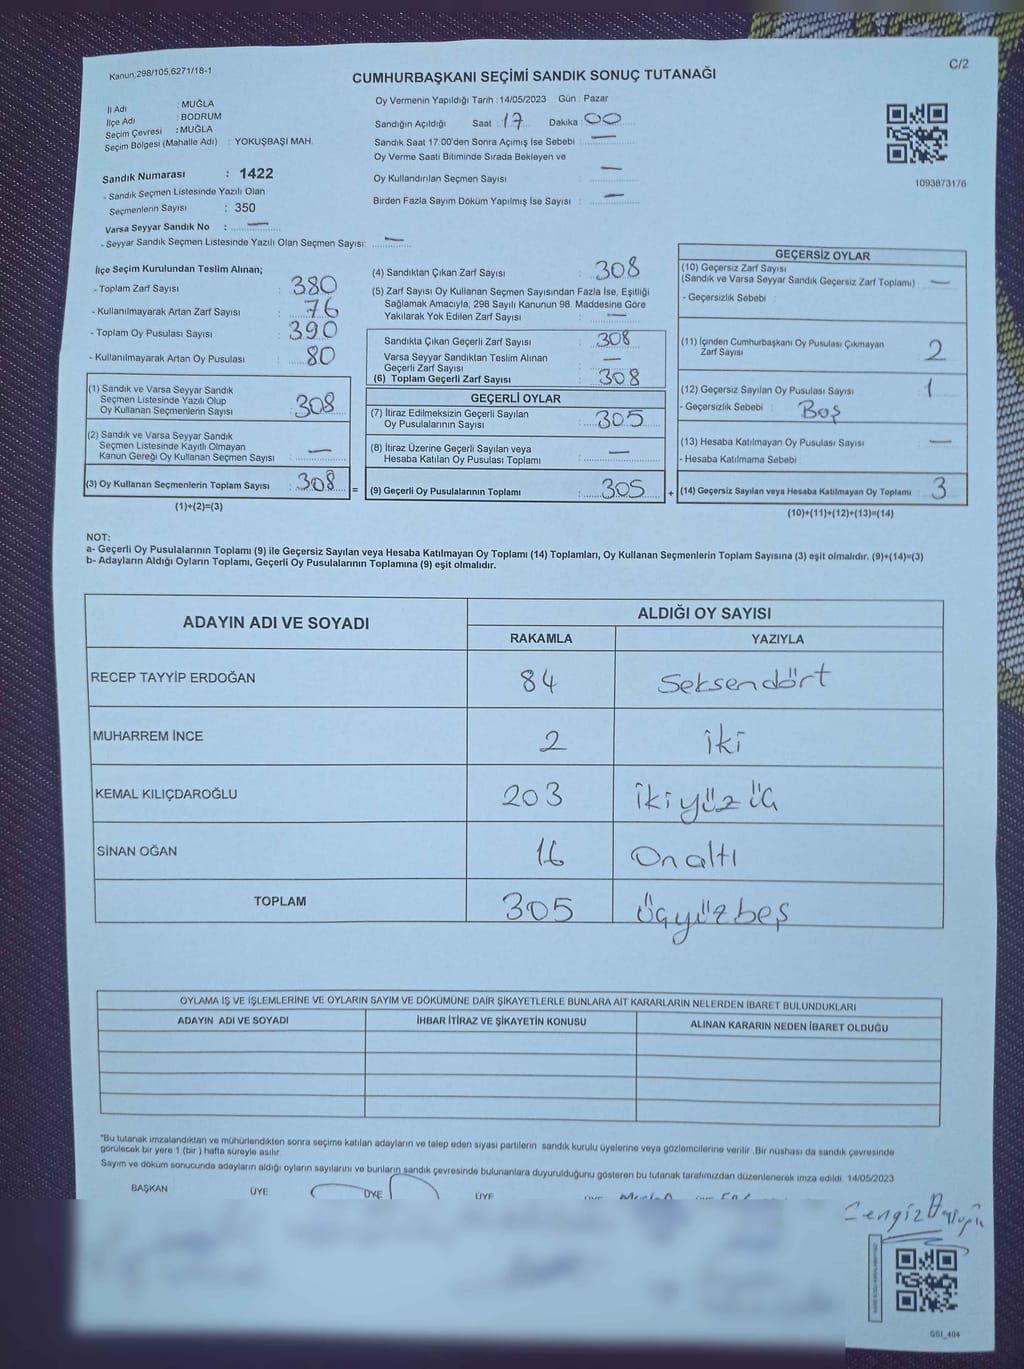 Kanun;298/105,6271/18-1
C/2
CUMHURBAŞKANI SEÇİMİ SANDIK SONUÇ TUTANAĞI
İl Adı : MUĞLA
İlçe Adı : BODRUM
Seçim Çevresi : MUĞLA
Seçim Bölgesi (Mahalle Adı) : YOKUŞBAŞI MAH.
Sandık Numarası : 1422
- Sandık Seçmen Listesinde Yazılı Olan
Seçmenlerin Sayısı : 350
Varsa Seyyar Sandık No : —
- Seyyar Sandık Seçmen Listesinde Yazılı Olan Seçmen Sayısı: —
Oy Vermenin Yapıldığı Tarih : 14/05/2023 Gün : Pazar
Sandığın Açıldığı Saat : 17 Dakika : 00
Sandık Saat 17:00'den Sonra Açımış İse Sebebi : —
Oy Verme Saati Bitiminde Sırada Bekleyen ve
Oy Kullandırılan Seçmen Sayısı : —
Birden Fazla Sayım Döküm Yapılmış İse Sayısı : —
1093873176
İlçe Seçim Kurulundan Teslim Alınan;
- Toplam Zarf Sayısı : 380
- Kullanılmayarak Artan Zarf Sayısı : 76
- Toplam Oy Pusulası Sayısı : 390
- Kullanılmayarak Artan Oy Pusulası : 80
(1) Sandık ve Varsa Seyyar Sandık
Seçmen Listesinde Yazılı Olup
Oy Kullanan Seçmenlerin Sayısı : 308
(2) Sandık ve Varsa Seyyar Sandık
Seçmen Listesinde Kayıtlı Olmayan
Kanun Gereği Oy Kullanan Seçmen Sayısı : —
(3) Oy Kullanan Seçmenlerin Toplam Sayısı : 308 =
(1)+(2)=(3)
(4) Sandıktan Çıkan Zarf Sayısı : 308
(5) Zarf Sayısı Oy Kullanan Seçmen Sayısından Fazla İse, Eşitliği
Sağlamak Amacıyla, 298 Sayılı Kanunun 98. Maddesine Göre
Yakılarak Yok Edilen Zarf Sayısı : —
Sandıkta Çıkan Geçerli Zarf Sayısı : 308
Varsa Seyyar Sandıktan Teslim Alınan
Geçerli Zarf Sayısı : —
(6) Toplam Geçerli Zarf Sayısı : 308
GEÇERLİ OYLAR
(7) İtiraz Edilmeksizin Geçerli Sayılan
Oy Pusulalarının Sayısı : 305
(8) İtiraz Üzerine Geçerli Sayılan veya
Hesaba Katılan Oy Pusulası Toplamı : —
(9) Geçerli Oy Pusulalarının Toplamı : 305 +
GEÇERSİZ OYLAR
(10) Geçersiz Zarf Sayısı
(Sandık ve Varsa Seyyar Sandık Geçersiz Zarf Toplamı) —
- Geçersizlik Sebebi :
(11) İçinden Cumhurbaşkanı Oy Pusulası Çıkmayan
Zarf Sayısı 2
(12) Geçersiz Sayılan Oy Pusulası Sayısı 1
- Geçersizlik Sebebi : Boş
(13) Hesaba Katılmayan Oy Pusulası Sayısı —
- Hesaba Katılmama Sebebi :
(14) Geçersiz Sayılan veya Hesaba Katılmayan Oy Toplamı 3
(10)+(11)+(12)+(13)=(14)
NOT:
a- Geçerli Oy Pusulalarının Toplamı (9) ile Geçersiz Sayılan veya Hesaba Katılmayan Oy Toplamı (14) Toplamları, Oy Kullanan Seçmenlerin Toplam Sayısına (3) eşit olmalıdır. (9)+(14)=(3)
b- Adayların Aldığı Oyların Toplamı, Geçerli Oy Pusulalarının Toplamına (9) eşit olmalıdır.
ADAYIN ADI VE SOYADI ALDIĞI OY SAYISI
RAKAMLA YAZIYLA
RECEP TAYYİP ERDOĞAN 84 Seksendört
MUHARREM İNCE 2 iki
KEMAL KILIÇDAROĞLU 203 ikiyüzüç
SİNAN OĞAN 16 Onaltı
TOPLAM 305 üçyüzbeş
OYLAMA İŞ VE İŞLEMLERİNE VE OYLARIN SAYIM VE DÖKÜMÜNE DAİR ŞİKAYETLERLE BUNLARA AİT KARARLARIN NELERDEN İBARET BULUNDUKLARI
ADAYIN ADI VE SOYADI İHBAR İTİRAZ VE ŞİKAYETİN KONUSU ALINAN KARARIN NEDEN İBARET OLDUĞU
"Bu tutanak imzalandıktan ve mühürlendikten sonra seçime katılan adayların ve talep eden siyasi partilerin sandık kurulu üyelerine veya gözlemcilerine verilir. Bir nüshası da sandık çevresinde
görülecek bir yere 1 (bir) hafta süreyle asılır.
Sayım ve döküm sonucunda adayların aldığı oyların sayılarını ve bunların sandık çevresinde bulunanlara duyurulduğunu gösteren bu tutanak tarafımızdan düzenlenerek imza edildi. 14/05/2023
BAŞKAN ÜYE ÜYE ÜYE
Cengiz
SSI_404